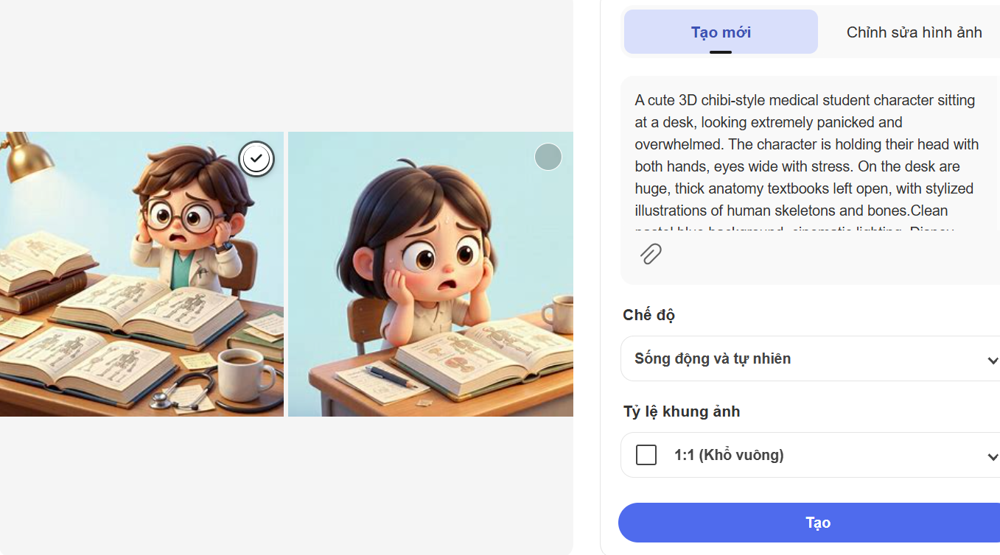 Tạo mới
Chỉnh sửa hình ảnh
A cute 3D chibi-style medical student character sitting
at a desk, looking extremely panicked and
overwhelmed. The character is holding their head with
both hands, eyes wide with stress. On the desk are
huge, thick anatomy textbooks left open, with stylized
illustrations of human skeletons and bones.Clean
pastel blue background, cinematic lighting, Disney
Chế độ
Sống động và tự nhiên
Tỷ lệ khung ảnh
1:1 (Khổ vuông)
Tạo